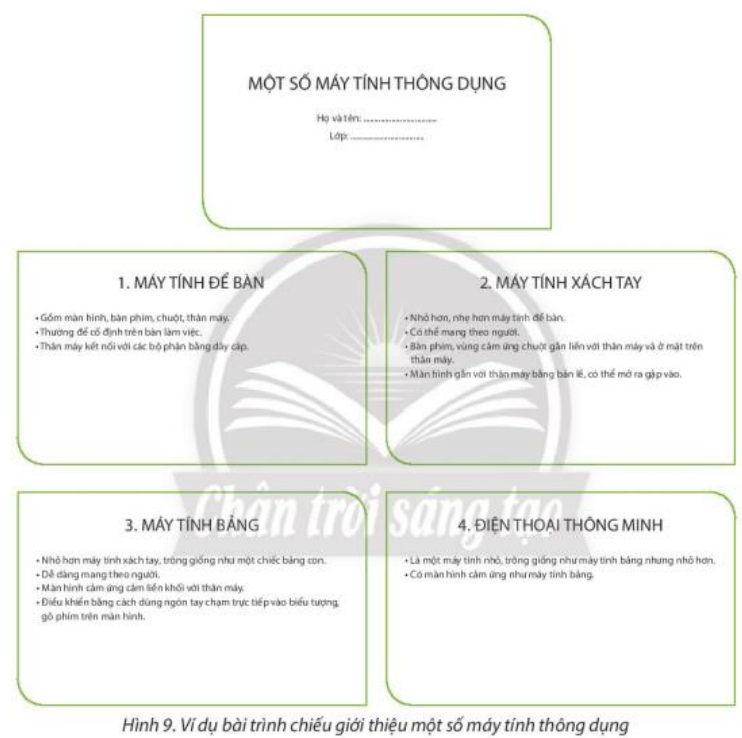 MỘT SỐ MÁY TÍNH THÔNG DỤNG
Họ và tên: ................................
Lớp: ................................
1. MÁY TÍNH ĐỂ BÀN
• Gồm màn hình, bàn phím, chuột, thân máy.
• Thường để cố định trên bàn làm việc.
• Thân máy kết nối với các bộ phận bằng dây cáp.
2. MÁY TÍNH XÁCH TAY
• Nhỏ hơn, nhẹ hơn máy tính để bàn.
• Có thể mang theo người.
• Bàn phím, vùng cảm ứng chuột gắn liền với thân máy và ở mặt trên
thân máy.
• Màn hình gắn với thân máy bằng bản lề, có thể mở ra gập vào.
Chân trời sáng tạo
3. MÁY TÍNH BẢNG
• Nhỏ hơn máy tính xách tay, trông giống như một chiếc bảng con.
• Dễ dàng mang theo người.
• Màn hình cảm ứng cảm liền khối với thân máy.
• Điều khiển bằng cách dùng ngón tay chạm trực tiếp vào biểu tượng,
gõ phím trên màn hình.
4. ĐIỆN THOẠI THÔNG MINH
• Là một máy tính nhỏ, trông giống như máy tính bảng nhưng nhỏ hơn.
• Có màn hình cảm ứng như máy tính bảng.
Hình 9. Ví dụ bài trình chiếu giới thiệu một số máy tính thông dụng